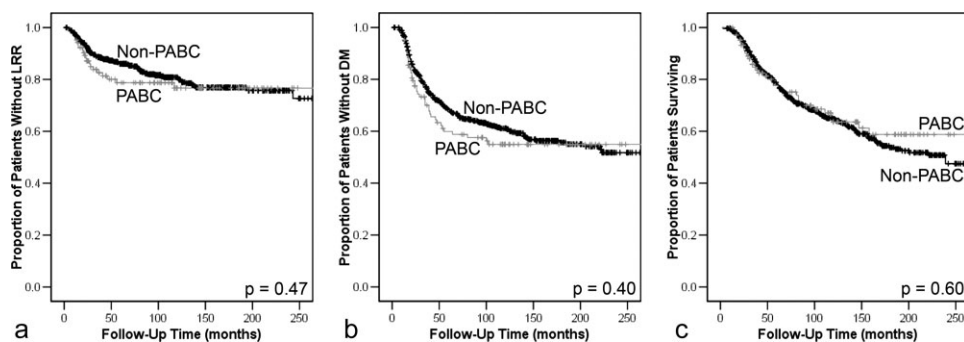 Proportion of Patients Without LRR
1.0
0.8
0.6
0.4
0.2
0.0
Non-PABC
PABC
p = 0.47
0 50 100 150 200 250
Follow-Up Time (months)
a
Proportion of Patients Without DM
1.0
0.8
0.6
0.4
0.2
0.0
Non-PABC
PABC
p = 0.40
0 50 100 150 200 250
Follow-Up Time (months)
b
Proportion of Patients Surviving
1.0
0.8
0.6
0.4
0.2
0.0
PABC
Non-PABC
p = 0.60
0 50 100 150 200 250
Follow-Up Time (months)
c